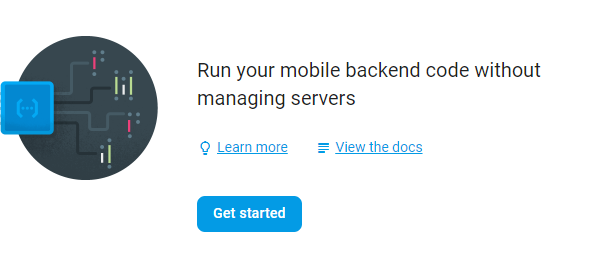 Run your mobile backend code without
managing servers
Learn more
View the docs
Get started